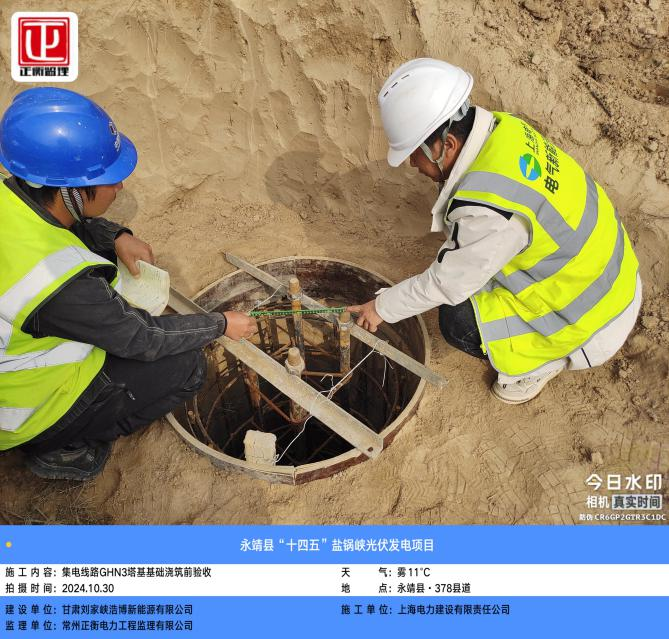 正衡监理
电气集
上海
今日水印
相机 真实时间
防伪 CR6GP2GTR3C1DC
永靖县“十四五”盐锅峡光伏发电项目
施工内容：集电线路GHN3塔基基础浇筑前验收
天气：雾 11℃
拍摄时间：2024.10.30
地点：永靖县·378县道
建设单位：甘肃刘家峡浩博新能源有限公司
施工单位：上海电力建设有限责任公司
监理单位：常州正衡电力工程监理有限公司